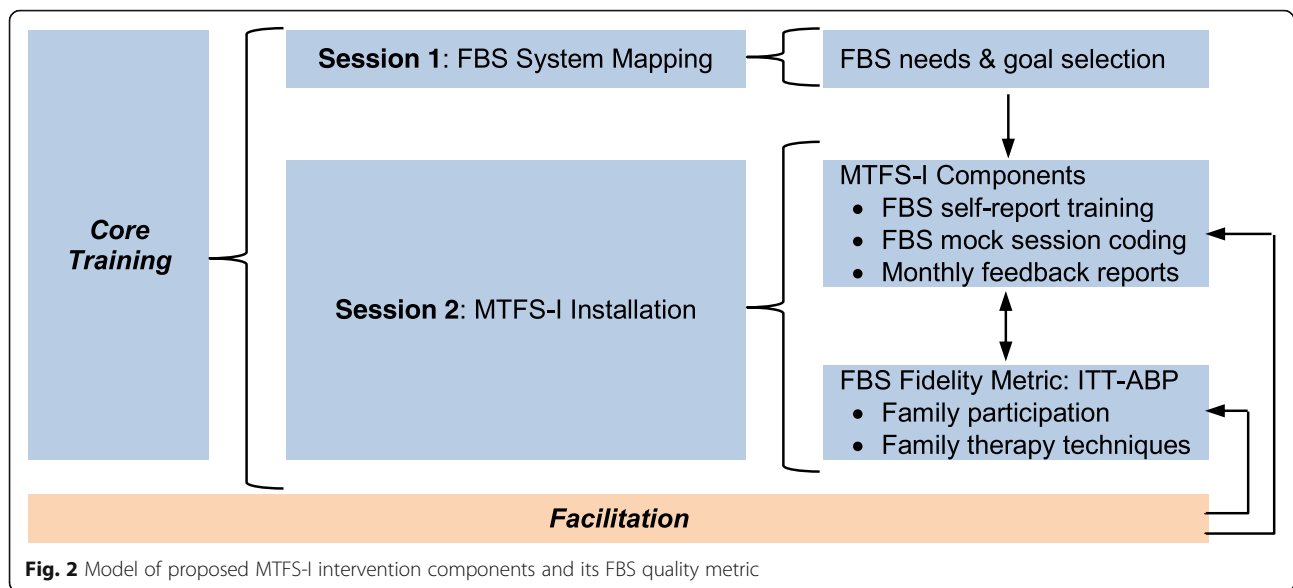 Core
Training
Session 1: FBS System Mapping
FBS needs & goal selection
Session 2: MTFS-I Installation
MTFS-I Components
• FBS self-report training
• FBS mock session coding
• Monthly feedback reports
FBS Fidelity Metric: ITT-ABP
• Family participation
• Family therapy techniques
Facilitation
Fig. 2 Model of proposed MTFS-I intervention components and its FBS quality metric